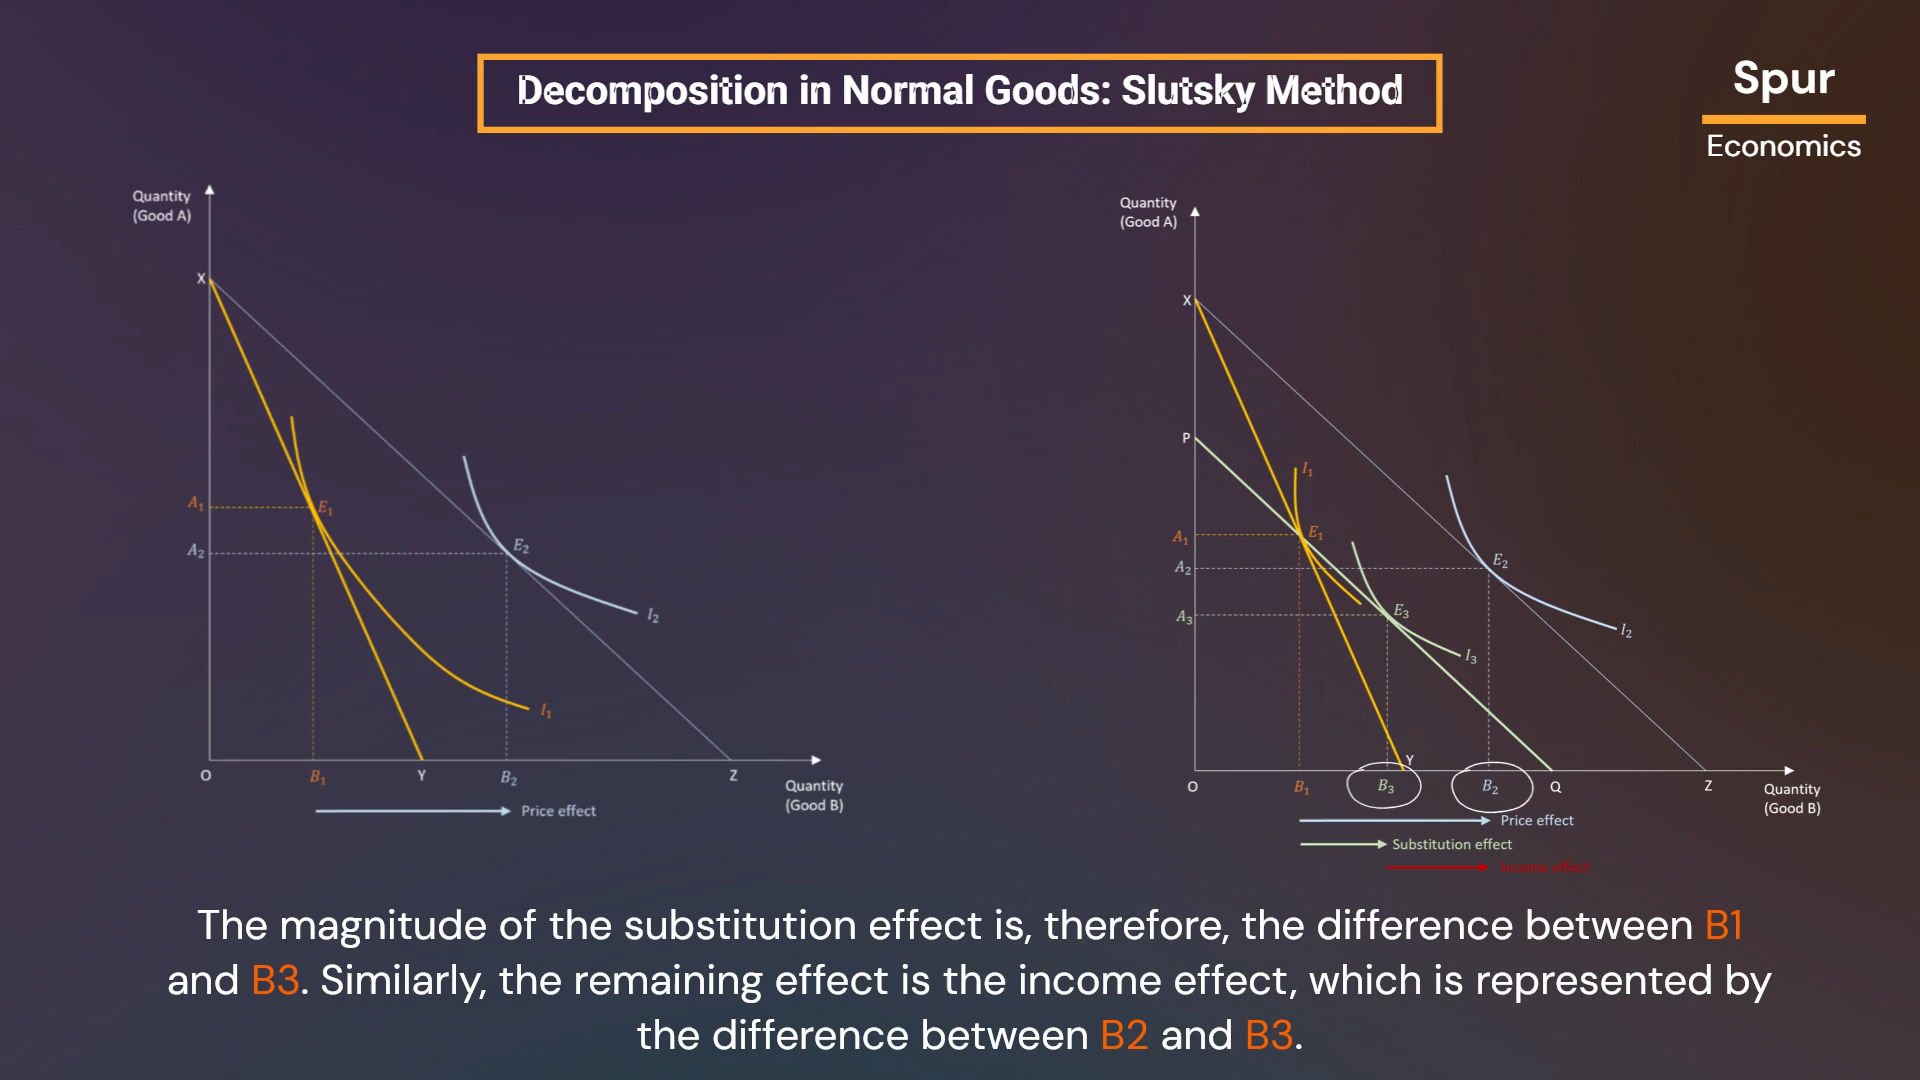 Decomposition in Normal Goods: Slutsky Method
Spur
Economics
Quantity
(Good A)
X
A1
E1
A2
E2
I2
I1
O
B1
Y
B2
Z
Quantity
(Good B)
Price effect
Quantity
(Good A)
X
P
I1
A1
E1
A2
E2
A3
E3
I2
I3
Y
O
B1
B3
B2
Q
Z
Quantity
(Good B)
Price effect
Substitution effect
Income effect
The magnitude of the substitution effect is, therefore, the difference between B1
and B3. Similarly, the remaining effect is the income effect, which is represented by
the difference between B2 and B3.